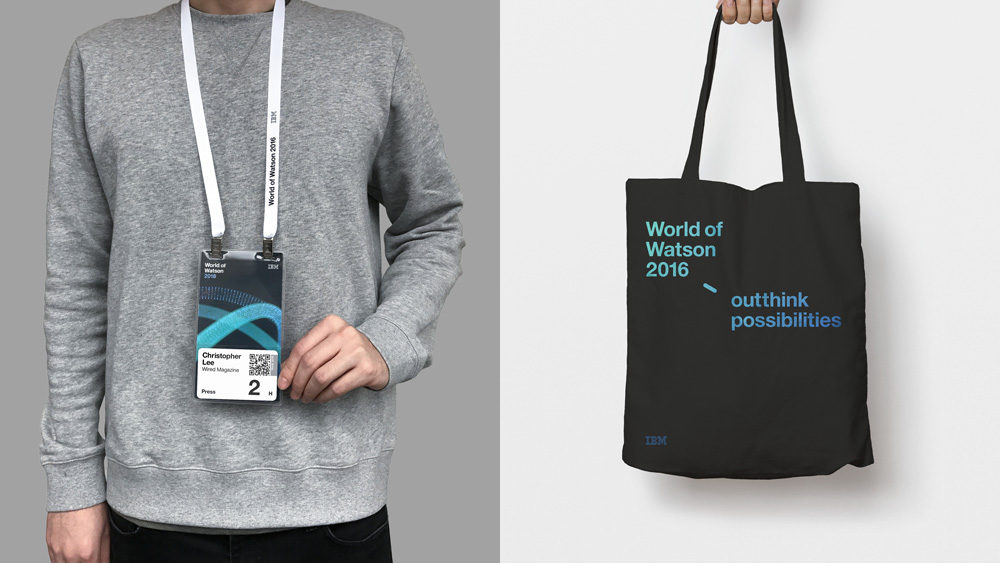 World of Watson 2016 IBM
World of
Watson
2016
IBM
Christopher
Lee
Wired Magazine
2
Press
H
World of
Watson
2016
outthink
possibilities
IBM